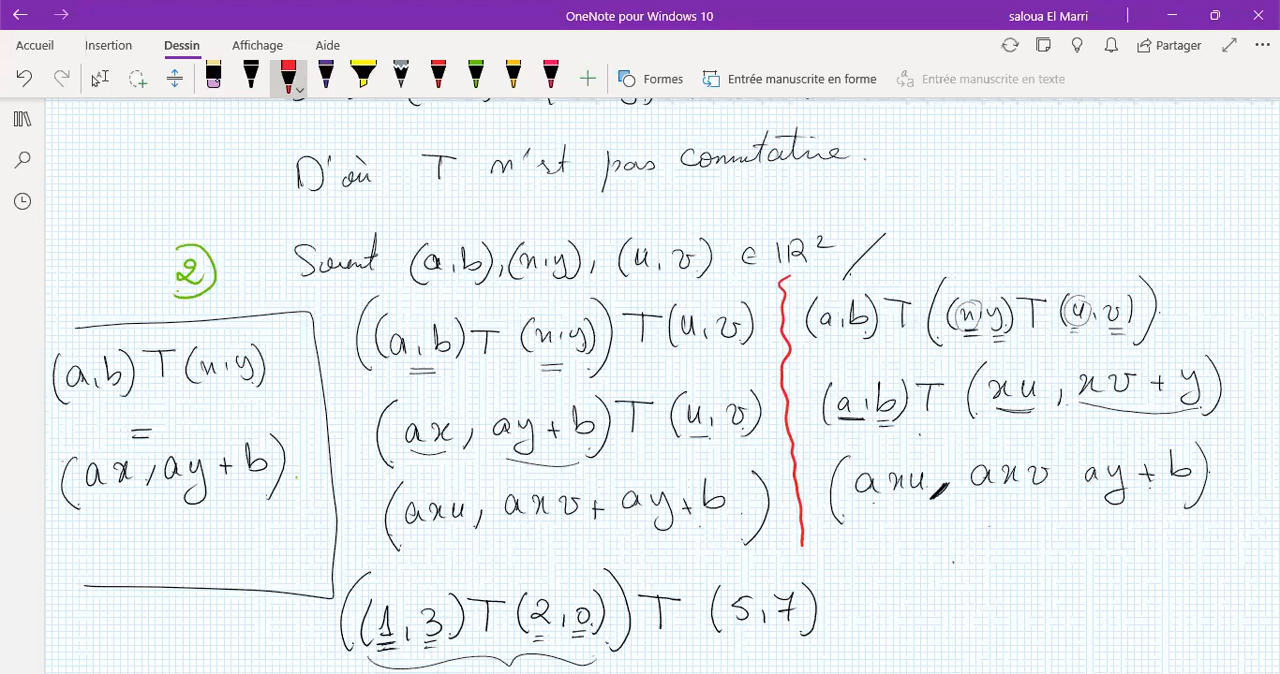 OneNote pour Windows 10
saloua El Marri
Accueil Insertion Dessin Affichage Aide
Partager
Formes Entrée manuscrite en forme Entrée manuscrite en texte
D'où T n'est pas commutative.
2
Soient (a,b),(x,y), (u,v) ∈ IR² /
(a,b) T (x,y)
=
(ax, ay + b)
((a,b) T (x,y)) T (u,v)
(ax, ay + b) T (u,v)
(axu, axv + ay + b)
(a,b) T ((x,y) T (u,v))
(a,b) T (xu, xv + y)
(axu, axv ay + b)
((1,3) T (2,0)) T (5,7)